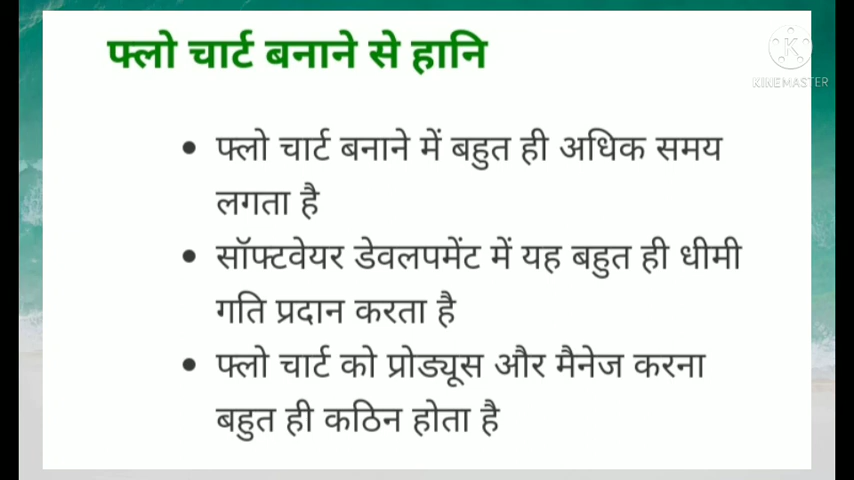 फ्लो चार्ट बनाने से हानि
KINEMASTER
• फ्लो चार्ट बनाने में बहुत ही अधिक समय
लगता है
• सॉफ्टवेयर डेवलपमेंट में यह बहुत ही धीमी
गति प्रदान करता है
• फ्लो चार्ट को प्रोड्यूस और मैनेज करना
बहुत ही कठिन होता है